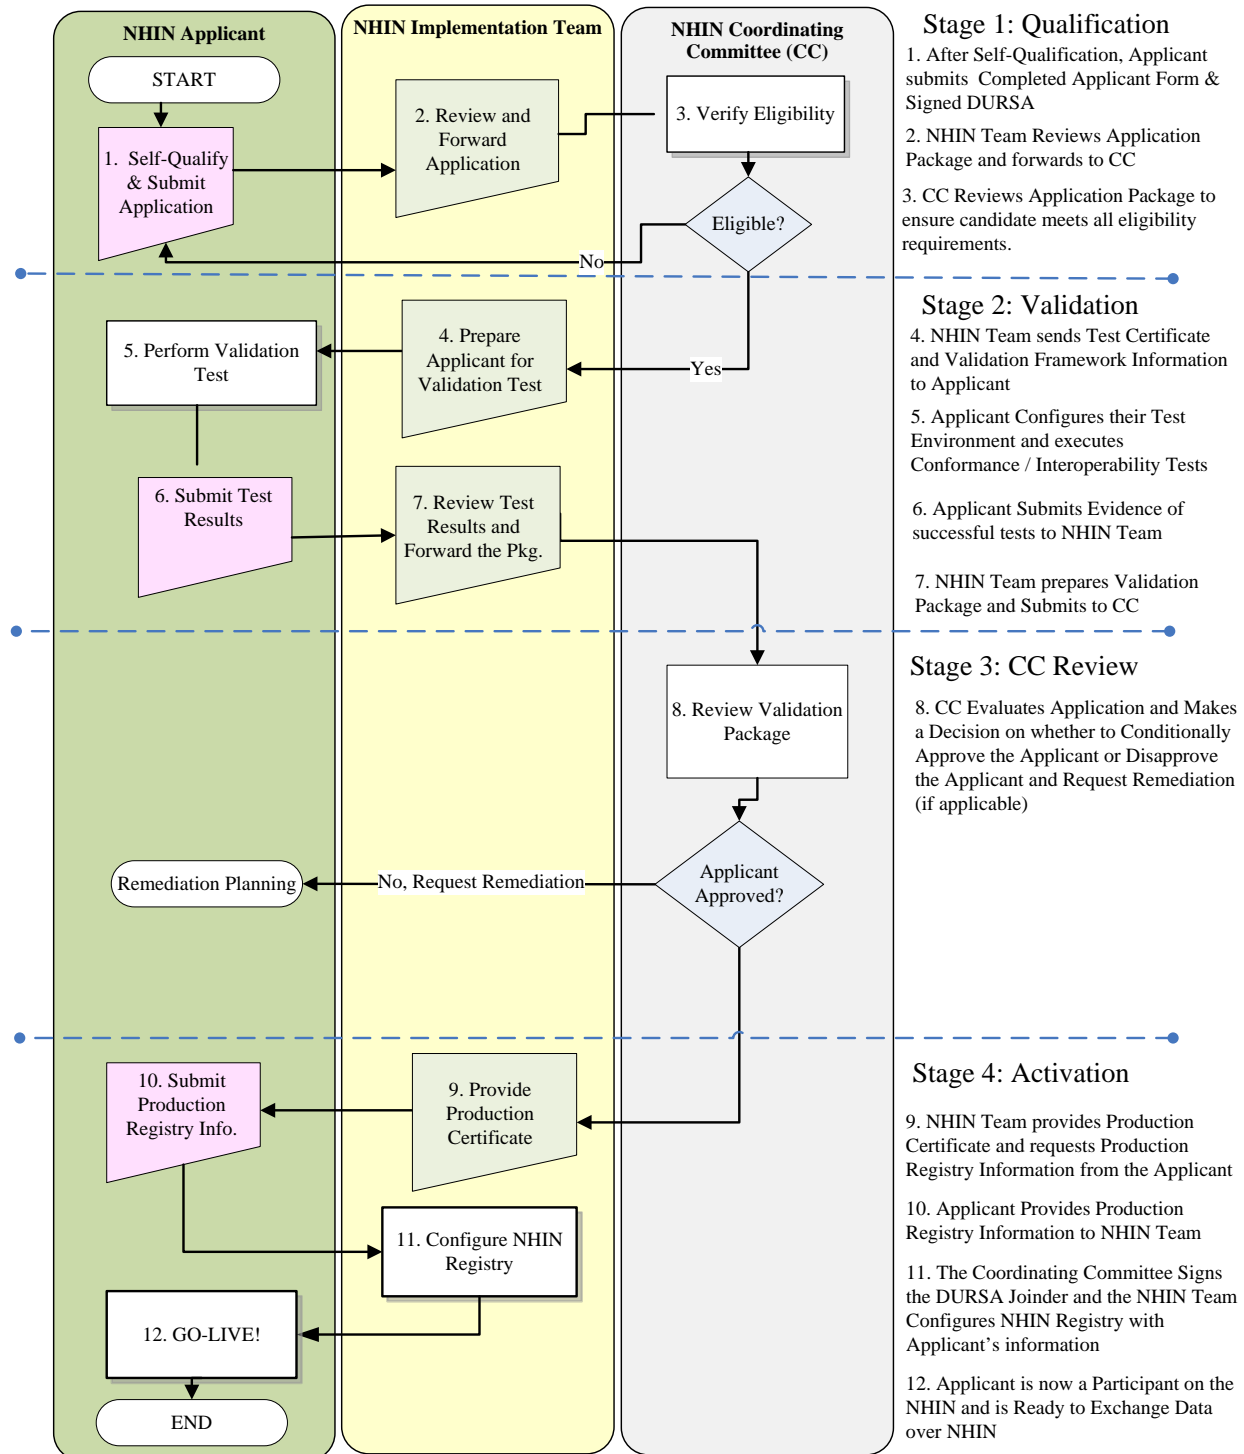 NHIN Applicant
NHIN Implementation Team
NHIN Coordinating
Committee (CC)
START
1.  Self-Qualify
& Submit
Application
2. Review and
Forward
Application
3. Verify Eligibility
Eligible?
No
Stage 1: Qualification
1. After Self-Qualification, Applicant
submits  Completed Applicant Form &
Signed DURSA
2. NHIN Team Reviews Application
Package and forwards to CC
3. CC Reviews Application Package to
ensure candidate meets all eligibility
requirements.
5. Perform Validation
Test
4. Prepare
Applicant for
Validation Test
Yes
6. Submit Test
Results
7. Review Test
Results and
Forward the Pkg.
Stage 2: Validation
4. NHIN Team sends Test Certificate
and Validation Framework Information
to Applicant
5. Applicant Configures their Test
Environment and executes
Conformance / Interoperability Tests
6. Applicant Submits Evidence of
successful tests to NHIN Team
7. NHIN Team prepares Validation
Package and Submits to CC
8. Review Validation
Package
Applicant
Approved?
No, Request Remediation
Remediation Planning
Stage 3: CC Review
8. CC Evaluates Application and Makes
a Decision on whether to Conditionally
Approve the Applicant or Disapprove
the Applicant and Request Remediation
(if applicable)
10. Submit
Production
Registry Info.
9. Provide
Production
Certificate
11. Configure NHIN
Registry
12. GO-LIVE!
END
Stage 4: Activation
9. NHIN Team provides Production
Certificate and requests Production
Registry Information from the Applicant
10. Applicant Provides Production
Registry Information to NHIN Team
11. The Coordinating Committee Signs
the DURSA Joinder and the NHIN Team
Configures NHIN Registry with
Applicant’s information
12. Applicant is now a Participant on the
NHIN and is Ready to Exchange Data
over NHIN